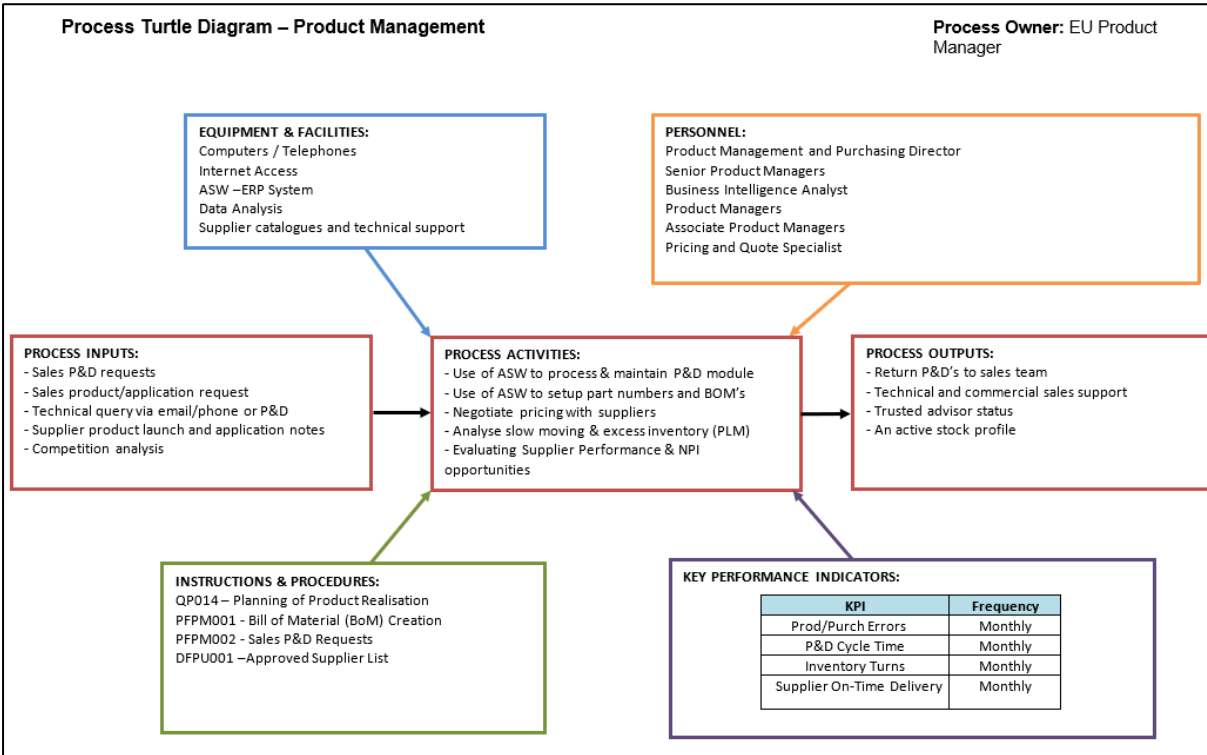 Process Turtle Diagram – Product Management
Process Owner: EU Product
Manager
EQUIPMENT & FACILITIES:
Computers / Telephones
Internet Access
ASW –ERP System
Data Analysis
Supplier catalogues and technical support
PERSONNEL:
Product Management and Purchasing Director
Senior Product Managers
Business Intelligence Analyst
Product Managers
Associate Product Managers
Pricing and Quote Specialist
PROCESS INPUTS:
- Sales P&D requests
- Sales product/application request
- Technical query via email/phone or P&D
- Supplier product launch and application notes
- Competition analysis
PROCESS ACTIVITIES:
- Use of ASW to process & maintain P&D module
- Use of ASW to setup part numbers and BOM's
- Negotiate pricing with suppliers
- Analyse slow moving & excess inventory (PLM)
- Evaluating Supplier Performance & NPI
opportunities
PROCESS OUTPUTS:
- Return P&D's to sales team
- Technical and commercial sales support
- Trusted advisor status
- An active stock profile
INSTRUCTIONS & PROCEDURES:
QP014 – Planning of Product Realisation
PFPM001 - Bill of Material (BoM) Creation
PFPM002 - Sales P&D Requests
DFPU001 –Approved Supplier List
KEY PERFORMANCE INDICATORS:
KPI Frequency
Prod/Purch Errors Monthly
P&D Cycle Time Monthly
Inventory Turns Monthly
Supplier On-Time Delivery Monthly